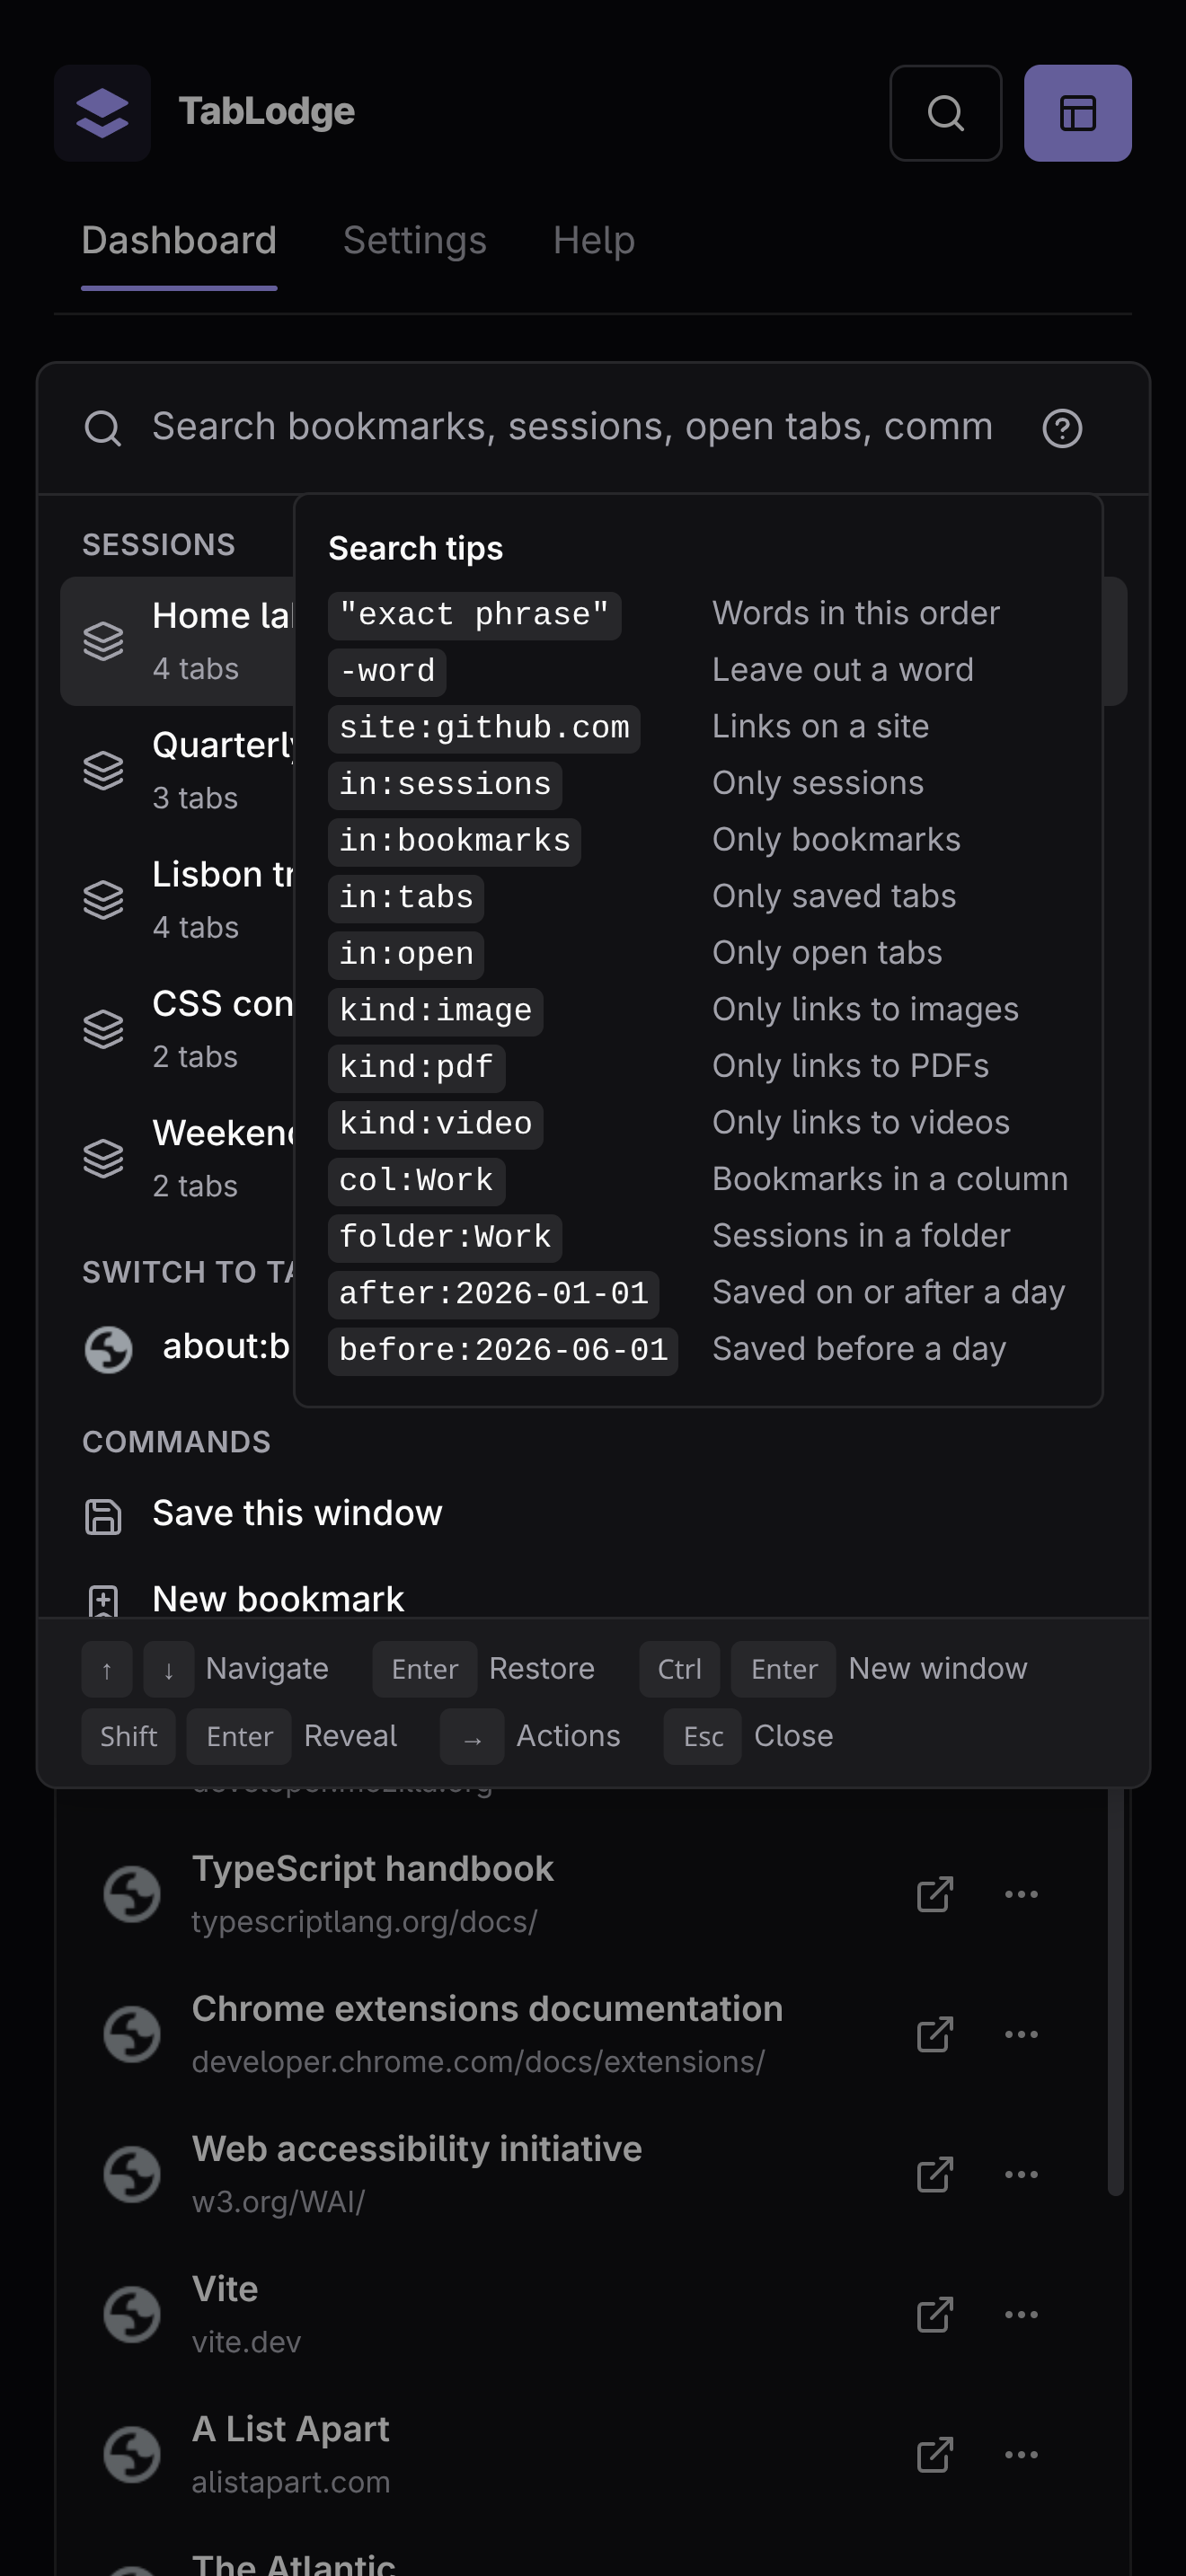 TabLodge
Dashboard Settings Help
Search bookmarks, sessions, open tabs, comm
SESSIONS
Home la
4 tabs
Quarterly
3 tabs
Lisbon tr
4 tabs
CSS con
2 tabs
Weekend
2 tabs
SWITCH TO TA
about:b
Search tips
"exact phrase" Words in this order
-word Leave out a word
site:github.com Links on a site
in:sessions Only sessions
in:bookmarks Only bookmarks
in:tabs Only saved tabs
in:open Only open tabs
kind:image Only links to images
kind:pdf Only links to PDFs
kind:video Only links to videos
col:Work Bookmarks in a column
folder:Work Sessions in a folder
after:2026-01-01 Saved on or after a day
before:2026-06-01 Saved before a day
COMMANDS
Save this window
New bookmark
↑ ↓ Navigate Enter Restore Ctrl Enter New window
Shift Enter Reveal → Actions Esc Close
developer.mozilla.org
TypeScript handbook
typescriptlang.org/docs/
Chrome extensions documentation
developer.chrome.com/docs/extensions/
Web accessibility initiative
w3.org/WAI/
Vite
vite.dev
A List Apart
alistapart.com
The Atlantic